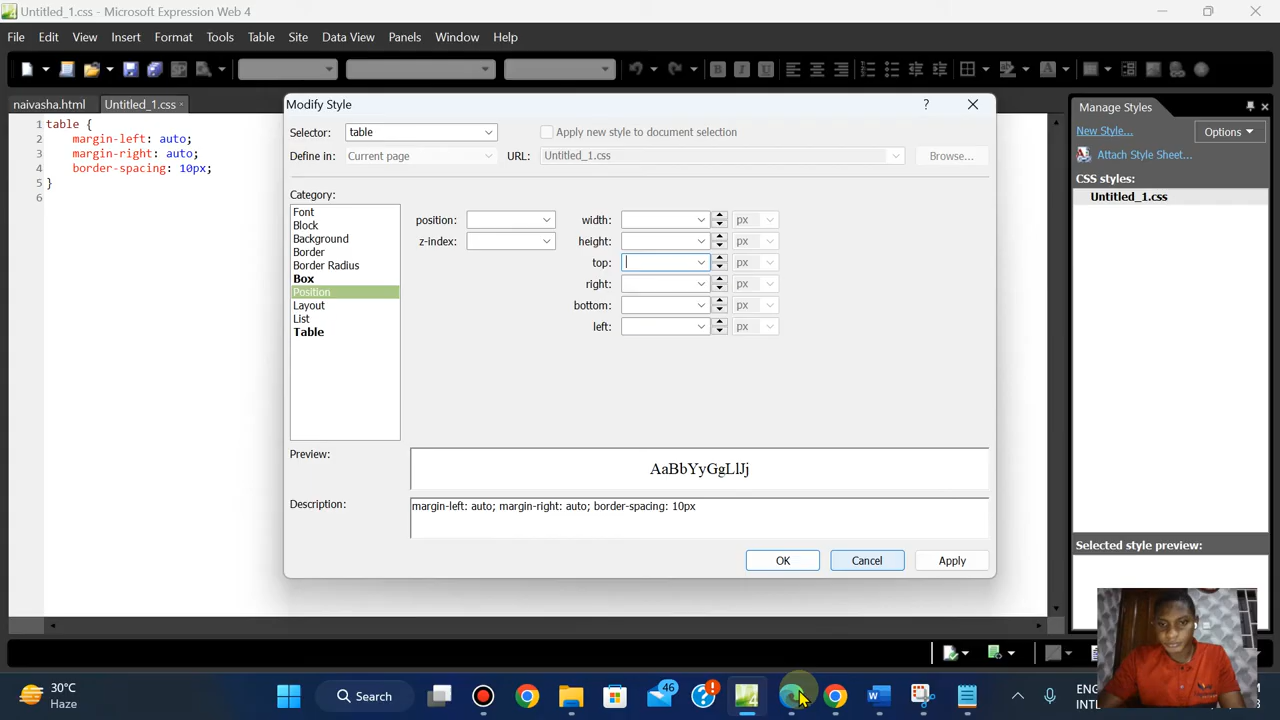 Untitled_1.css - Microsoft Expression Web 4
File Edit View Insert Format Tools Table Site Data View Panels Window Help
naivasha.html Untitled_1.css
1 table {
2 margin-left: auto;
3 margin-right: auto;
4 border-spacing: 10px;
5 }
6
Modify Style
Selector: table Apply new style to document selection
Define in: Current page URL: Untitled_1.css Browse...
Category:
Font
Block
Background
Border
Border Radius
Box
Position
Layout
List
Table
position: width: px
z-index: height: px
top: px
right: px
bottom: px
left: px
Preview: AaBbYyGgLlJj
Description: margin-left: auto; margin-right: auto; border-spacing: 10px
OK Cancel Apply
Manage Styles
New Style... Options
Attach Style Sheet...
CSS styles:
Untitled_1.css
Selected style preview:
30°C
Haze
Search
46
ENG
INTL